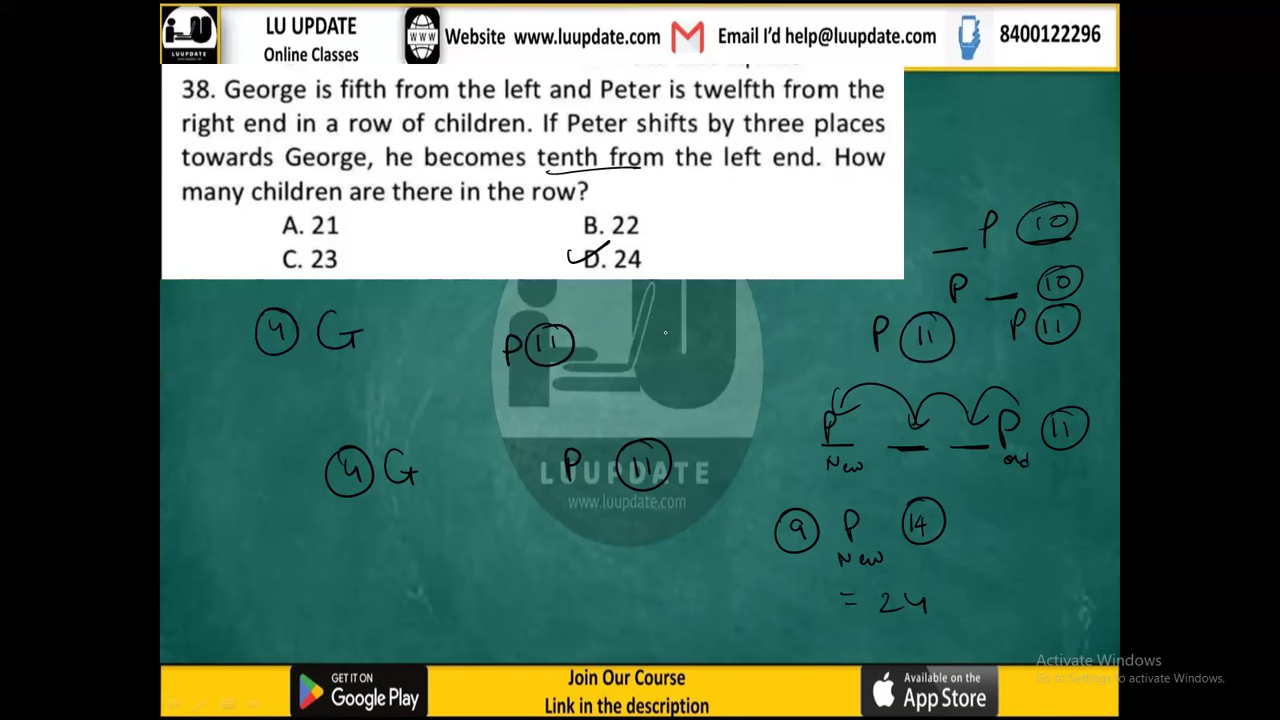 LU UPDATE
Online Classes
LUUPDATE
WWW
Website www.luupdate.com
Email I'd help@luupdate.com
8400122296
38. George is fifth from the left and Peter is twelfth from the
right end in a row of children. If Peter shifts by three places
towards George, he becomes tenth from the left end. How
many children are there in the row?
A. 21
B. 22
C. 23
D. 24
P 10
P 10
4 G
P 11
P 11
P 11
P P 11
New old
4 G
P 11
LUUPDATE
www.luupdate.com
9 P 14
New
= 24
Activate Windows
Go to Settings to activate Windows.
GET IT ON
Google Play
Join Our Course
Link in the description
Available on the
App Store